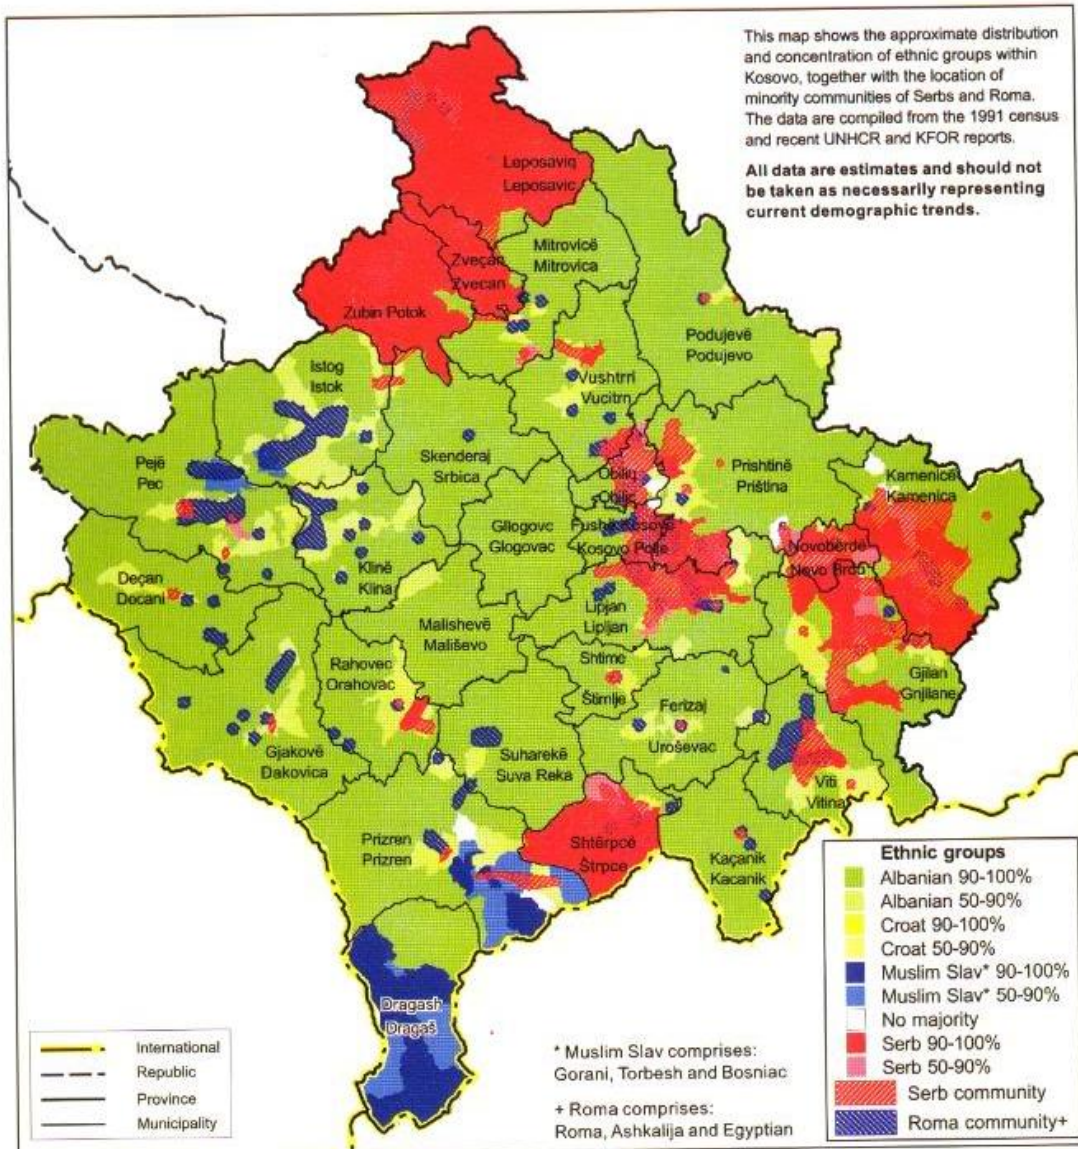 This map shows the approximate distribution
and concentration of ethnic groups within
Kosovo, together with the location of
minority communities of Serbs and Roma.
The data are compiled from the 1991 census
and recent UNHCR and KFOR reports.
All data are estimates and should not
be taken as necessarily representing
current demographic trends.
Leposaviq
Leposavic
Mitrovicë
Mitrovica
Zveçan
Zvecan
Zubin Potok
Podujevë
Podujevo
Istog
Istok
Vushtrri
Vucitrn
Pejë
Pec
Skenderaj
Srbica
Obiliq
Obilic
Prishtinë
Priština
Kamenicë
Kamenica
Gllogovc
Glogovac
Fushë Kosovë
Kosovo Polje
Novobërdë
Novo Brdo
Deçan
Decani
Klinë
Klina
Lipjan
Lipljan
Malishevë
Mališevo
Rahovec
Orahovac
Shtime
Štimlje
Gjilan
Gnjilane
Ferizaj
Uroševac
Gjakovë
Dakovica
Suharekë
Suva Reka
Viti
Vitina
Prizren
Prizren
Shtërpcë
Štrpce
Kaçanik
Kacanik
Dragash
Dragaš
Ethnic groups
Albanian 90-100%
Albanian 50-90%
Croat 90-100%
Croat 50-90%
Muslim Slav* 90-100%
Muslim Slav* 50-90%
No majority
Serb 90-100%
Serb 50-90%
Serb community
Roma community+
International
Republic
Province
Municipality
* Muslim Slav comprises:
Gorani, Torbesh and Bosniac
+ Roma comprises:
Roma, Ashkalija and Egyptian